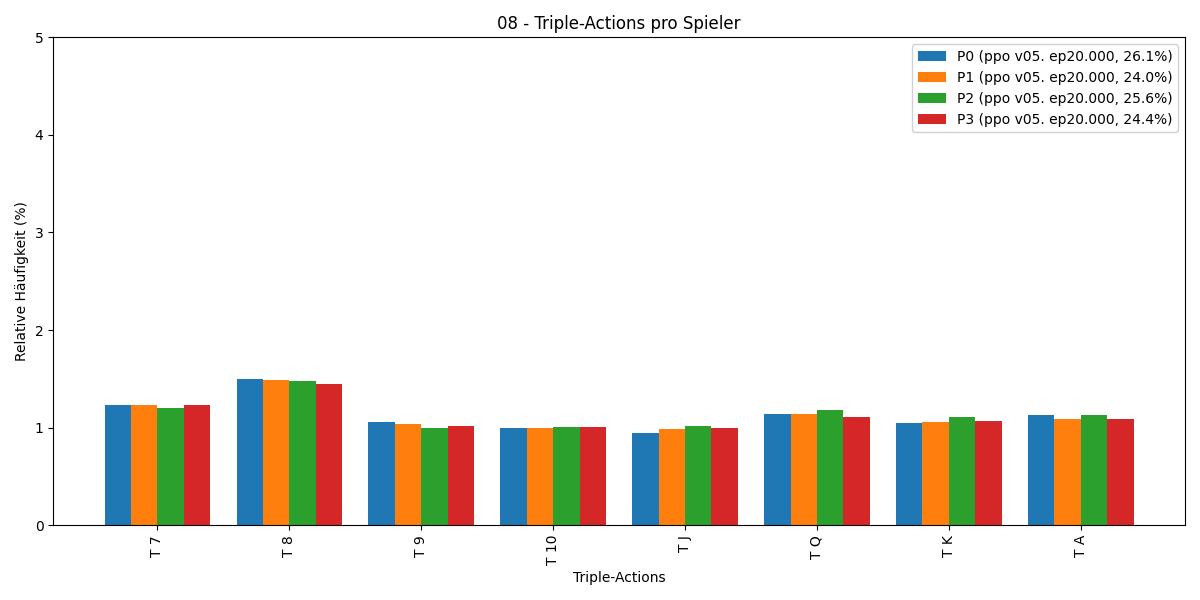 08 - Triple-Actions pro Spieler
P0 (ppo v05. ep20.000, 26.1%)
P1 (ppo v05. ep20.000, 24.0%)
P2 (ppo v05. ep20.000, 25.6%)
P3 (ppo v05. ep20.000, 24.4%)
Relative Häufigkeit (%)
5
4
3
2
1
0
T 7
T 8
T 9
T 10
T J
T Q
T K
T A
Triple-Actions